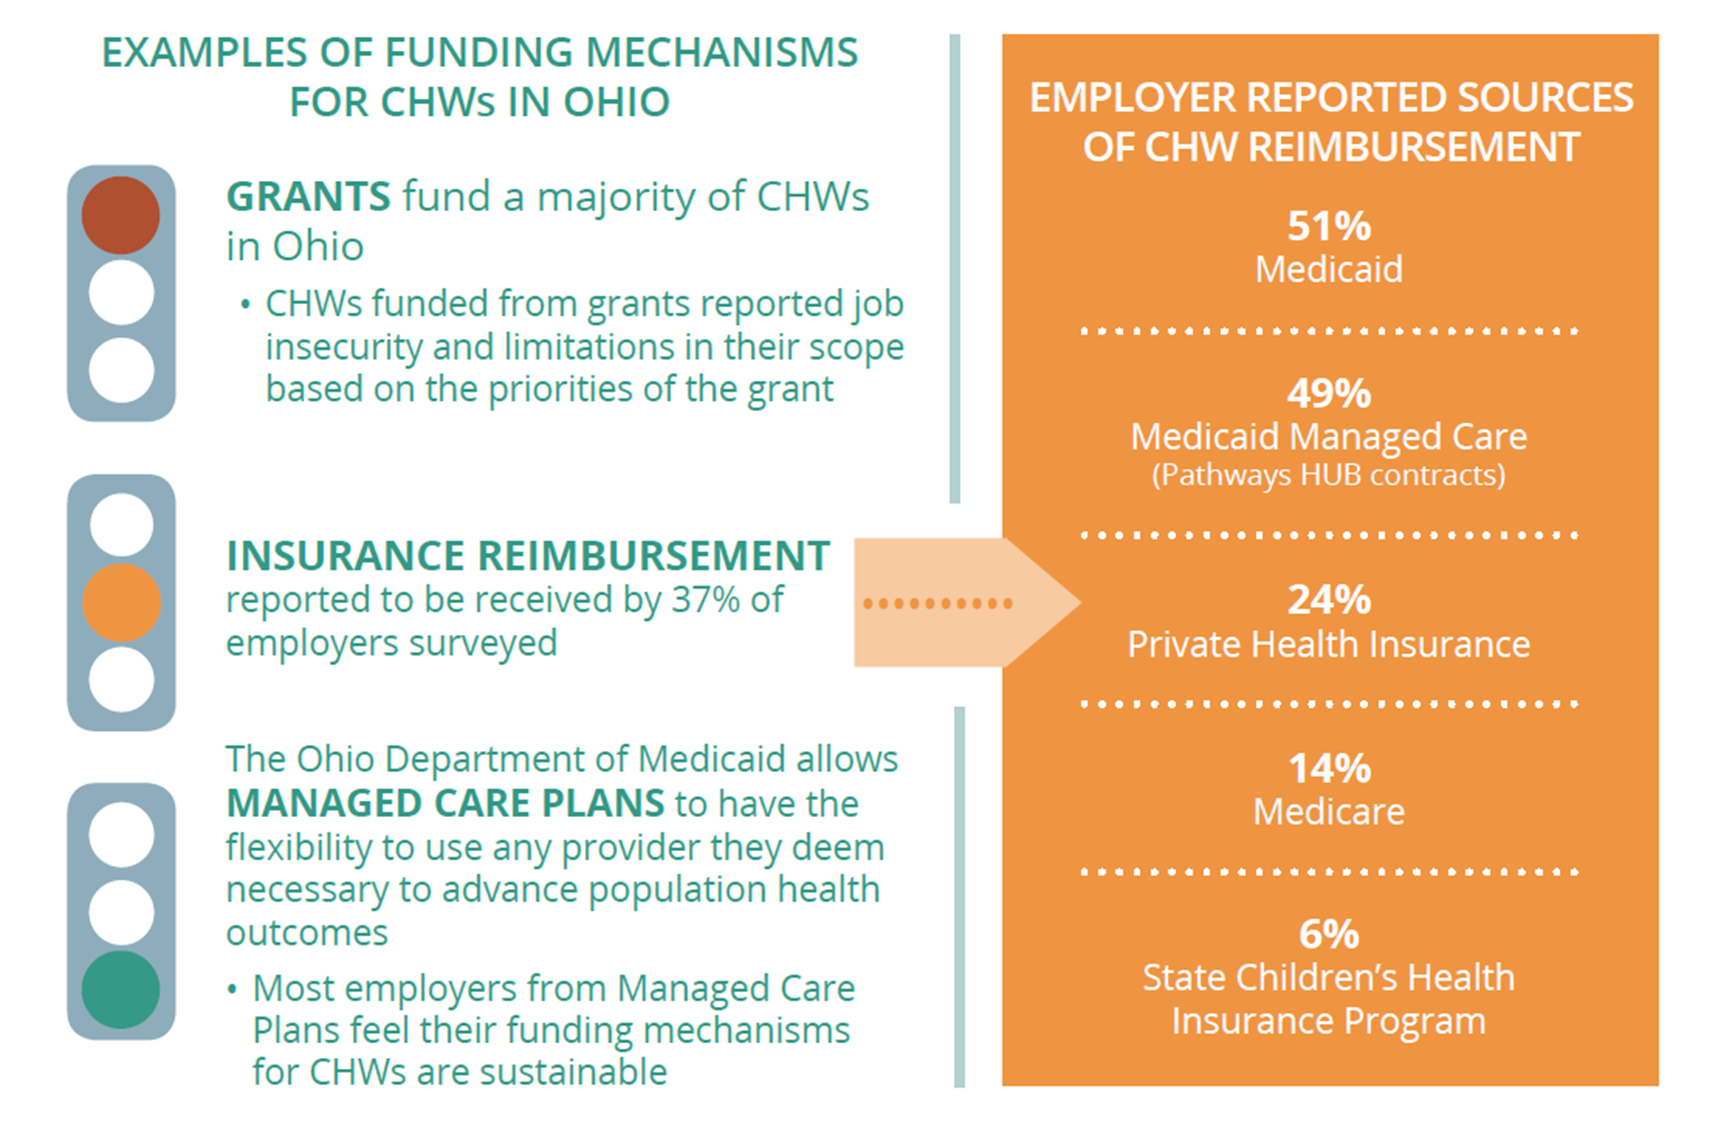 EXAMPLES OF FUNDING MECHANISMS
FOR CHWs IN OHIO
GRANTS fund a majority of CHWs
in Ohio
• CHWs funded from grants reported job
insecurity and limitations in their scope
based on the priorities of the grant
INSURANCE REIMBURSEMENT
reported to be received by 37% of
employers surveyed
The Ohio Department of Medicaid allows
MANAGED CARE PLANS to have the
flexibility to use any provider they deem
necessary to advance population health
outcomes
• Most employers from Managed Care
Plans feel their funding mechanisms
for CHWs are sustainable
EMPLOYER REPORTED SOURCES
OF CHW REIMBURSEMENT
51%
Medicaid
49%
Medicaid Managed Care
(Pathways HUB contracts)
24%
Private Health Insurance
14%
Medicare
6%
State Children’s Health
Insurance Program